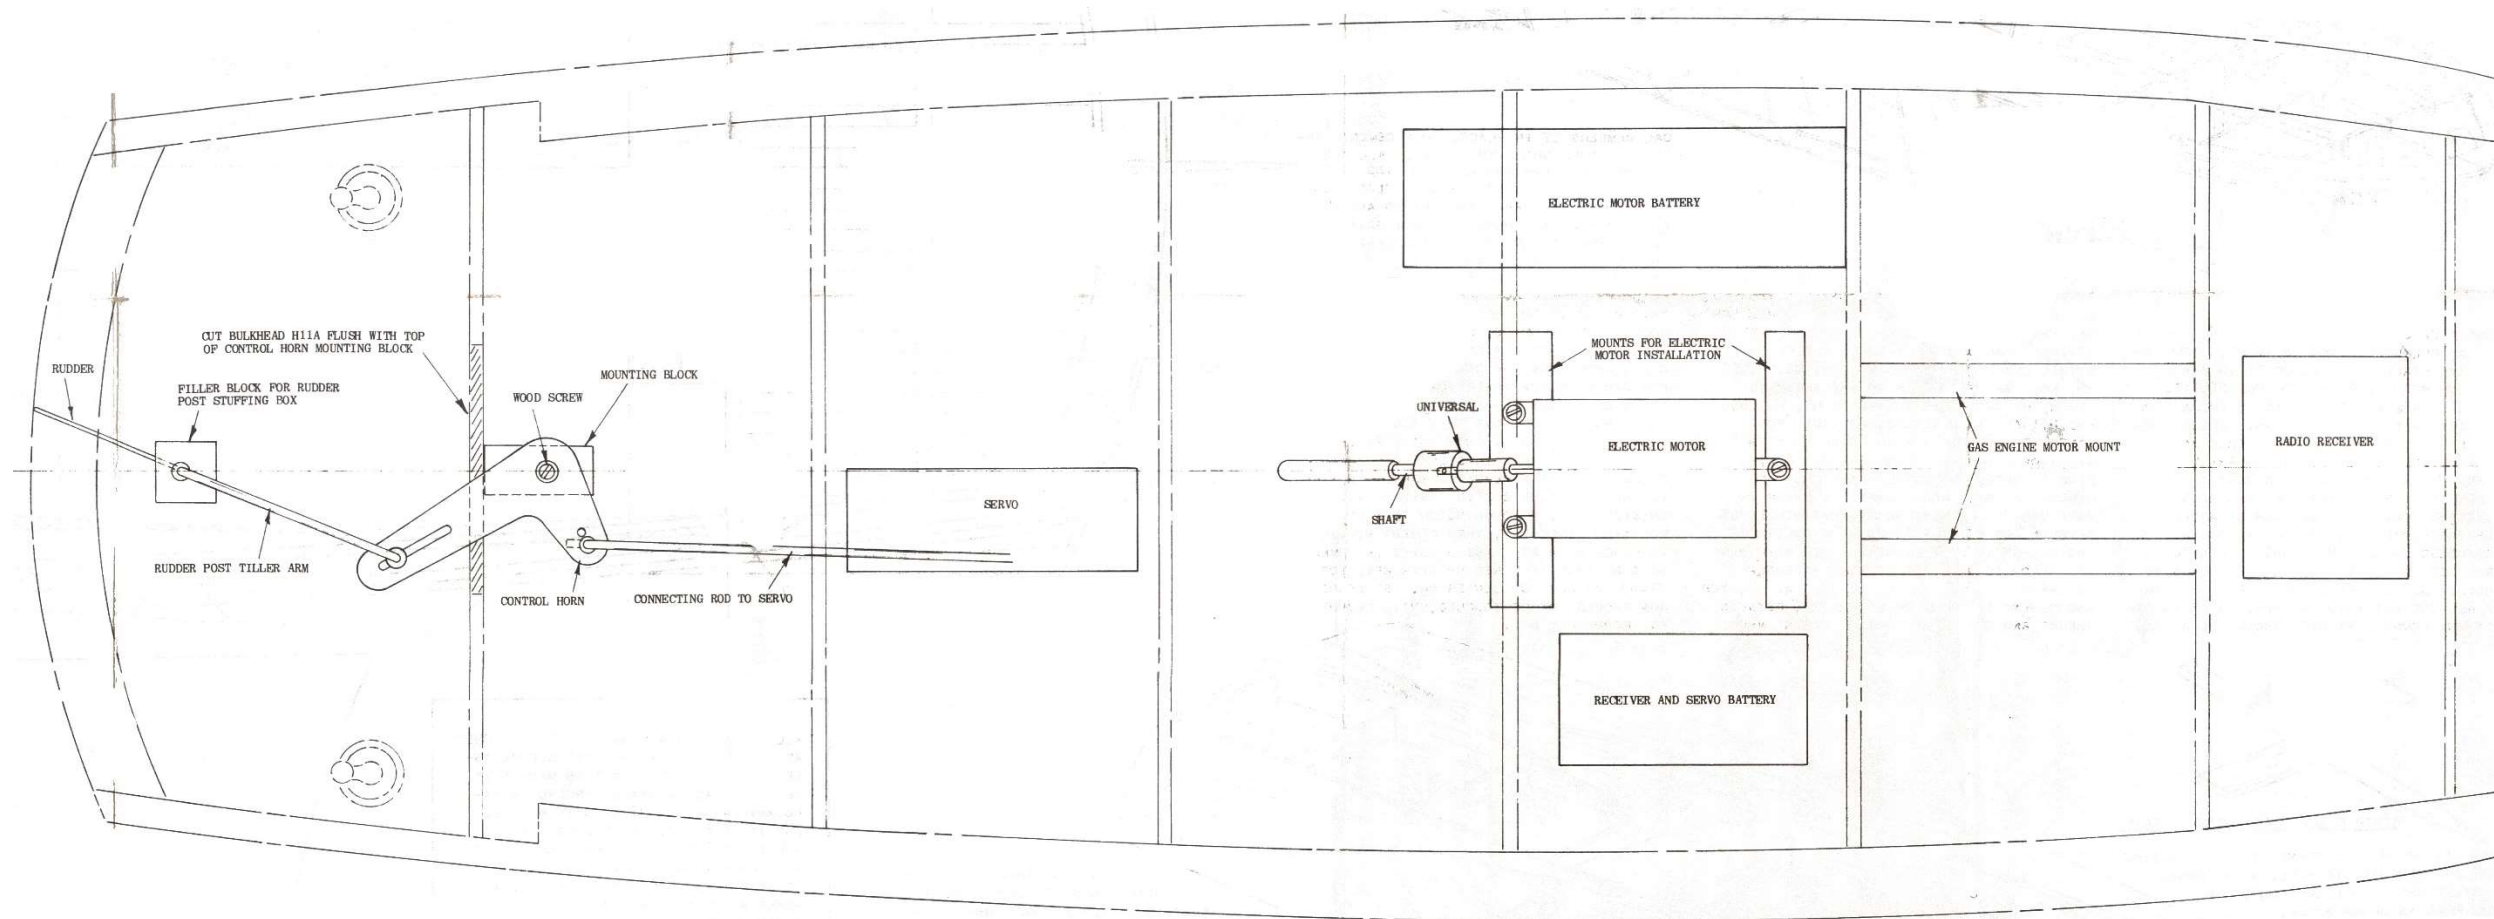 ELECTRIC MOTOR BATTERY
CUT BULKHEAD H11A FLUSH WITH TOP
OF CONTROL HORN MOUNTING BLOCK
RUDDER
FILLER BLOCK FOR RUDDER
POST STUFFING BOX
MOUNTING BLOCK
WOOD SCREW
MOUNTS FOR ELECTRIC
MOTOR INSTALLATION
UNIVERSAL
ELECTRIC MOTOR
GAS ENGINE MOTOR MOUNT
RADIO RECEIVER
SERVO
SHAFT
RUDDER POST TILLER ARM
CONTROL HORN
CONNECTING ROD TO SERVO
RECEIVER AND SERVO BATTERY